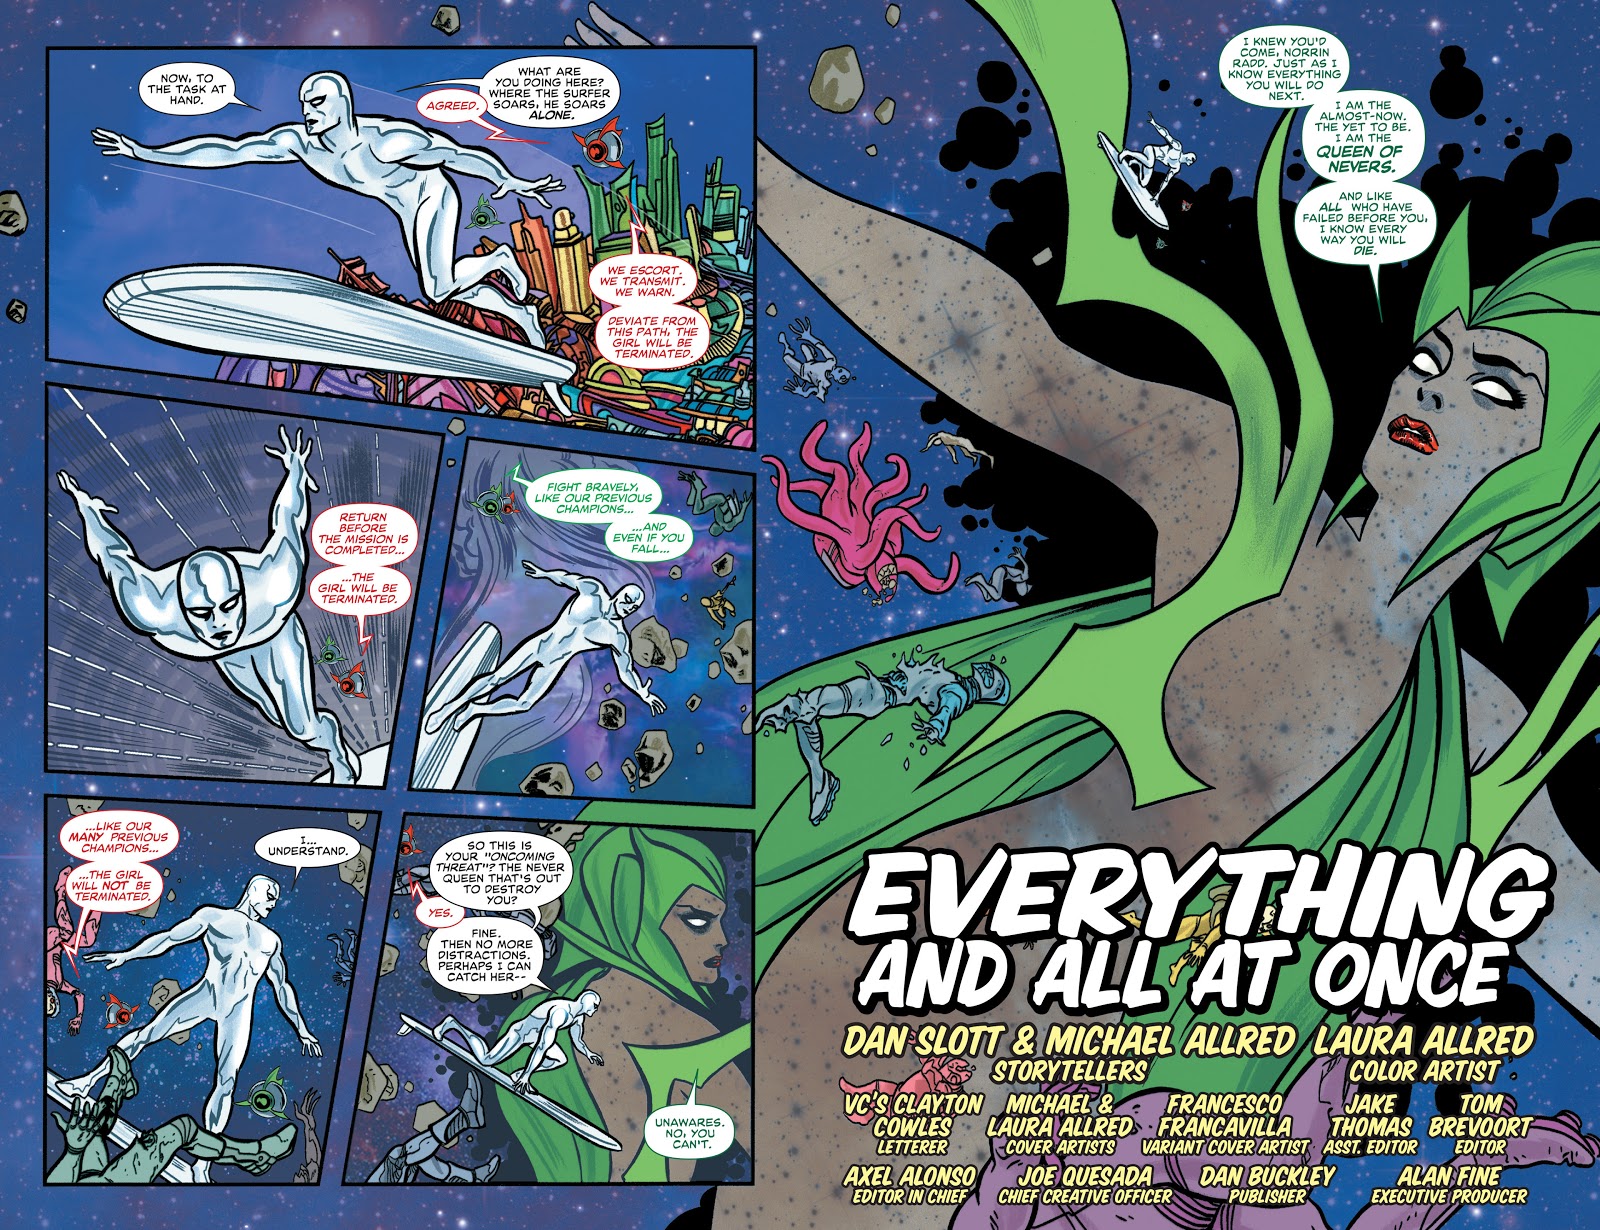 NOW, TO
THE TASK AT
HAND.
WHAT ARE
YOU DOING HERE?
WHERE THE SURFER
SOARS, HE SOARS
ALONE.
AGREED.
WE ESCORT.
WE TRANSMIT.
WE WARN.
DEVIATE FROM
THIS PATH, THE
GIRL WILL BE
TERMINATED.
RETURN
BEFORE
THE MISSION IS
COMPLETED...
...THE
GIRL WILL BE
TERMINATED.
FIGHT BRAVELY,
LIKE OUR PREVIOUS
CHAMPIONS...
...AND
EVEN IF YOU
FALL...
...LIKE OUR
MANY PREVIOUS
CHAMPIONS...
...THE GIRL
WILL NOT BE
TERMINATED.
I...
UNDERSTAND.
SO THIS IS
YOUR "ONCOMING
THREAT"? THE NEVER
QUEEN THAT'S OUT
TO DESTROY
YOU?
YES.
FINE.
THEN NO MORE
DISTRACTIONS.
PERHAPS I CAN
CATCH HER--
UNAWARES.
NO, YOU
CAN'T.
I KNEW YOU'D
COME, NORRIN
RADD. JUST AS I
KNOW EVERYTHING
YOU WILL DO
NEXT.
I AM THE
ALMOST-NOW.
THE YET TO BE.
I AM THE
QUEEN OF
NEVERS.
AND LIKE
ALL WHO HAVE
FAILED BEFORE YOU,
I KNOW EVERY
WAY YOU WILL
DIE.
EVERYTHING
AND ALL AT ONCE
DAN SLOTT & MICHAEL ALLRED
STORYTELLERS
LAURA ALLRED
COLOR ARTIST
VC'S CLAYTON
COWLES
LETTERER
MICHAEL &
LAURA ALLRED
COVER ARTISTS
FRANCESCO
FRANCAVILLA
VARIANT COVER ARTIST
JAKE
THOMAS
ASST. EDITOR
TOM
BREVOORT
EDITOR
AXEL ALONSO
EDITOR IN CHIEF
JOE QUESADA
CHIEF CREATIVE OFFICER
DAN BUCKLEY
PUBLISHER
ALAN FINE
EXECUTIVE PRODUCER